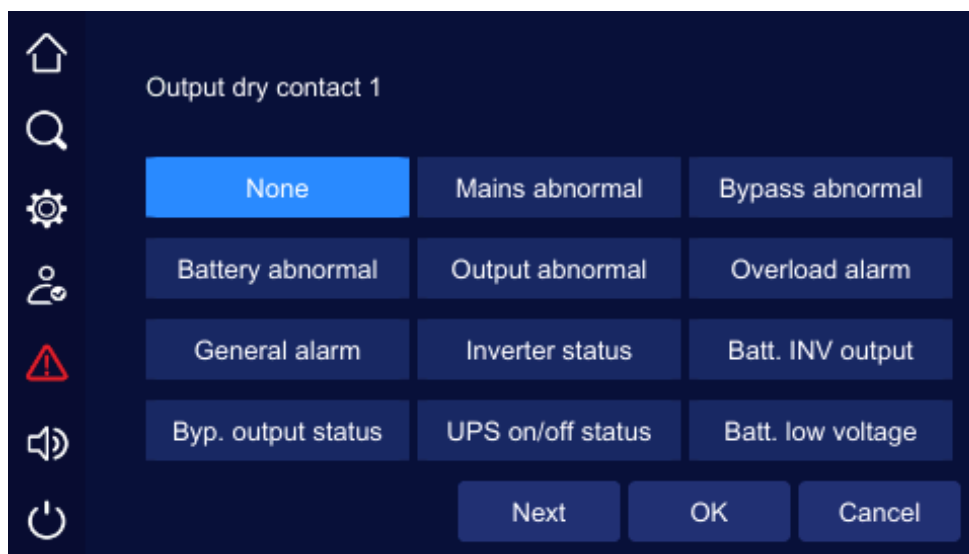 Output dry contact 1
None
Mains abnormal
Bypass abnormal
Battery abnormal
Output abnormal
Overload alarm
General alarm
Inverter status
Batt. INV output
Byp. output status
UPS on/off status
Batt. low voltage
Next
OK
Cancel